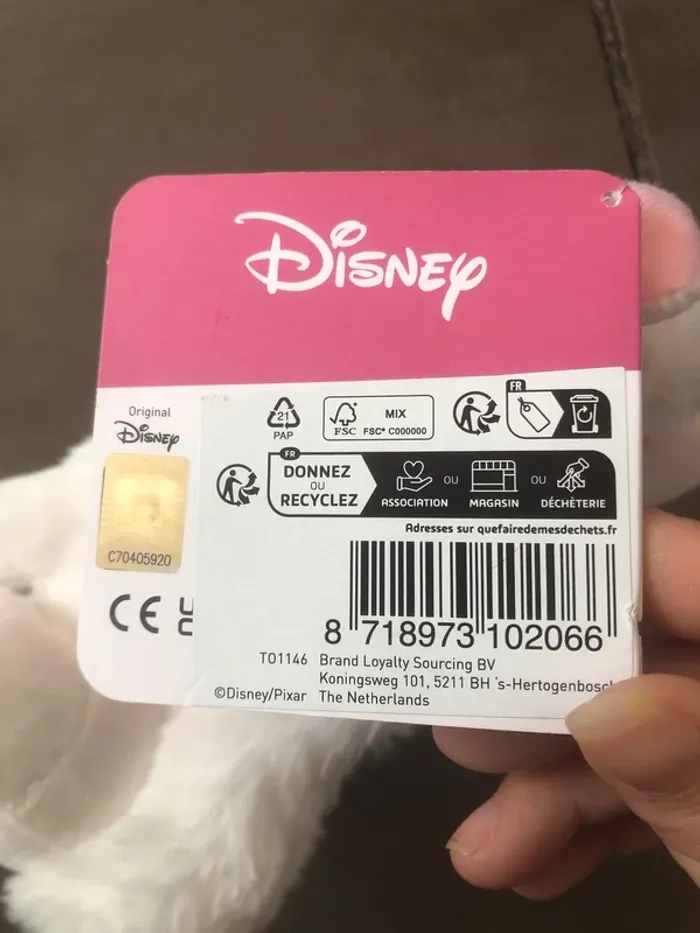 Disney
Original
Disney
C70405920
CE
21
PAP
FSC
MIX
FSC® C000000
FR
FR
DONNEZ
OU
RECYCLEZ
ASSOCIATION
OU
MAGASIN
OU
DÉCHÈTERIE
Adresses sur quefairedemesdechets.fr
8 718973 102066
TO1146 Brand Loyalty Sourcing BV
Koningsweg 101, 5211 BH 's-Hertogenbosch
©Disney/Pixar The Netherlands